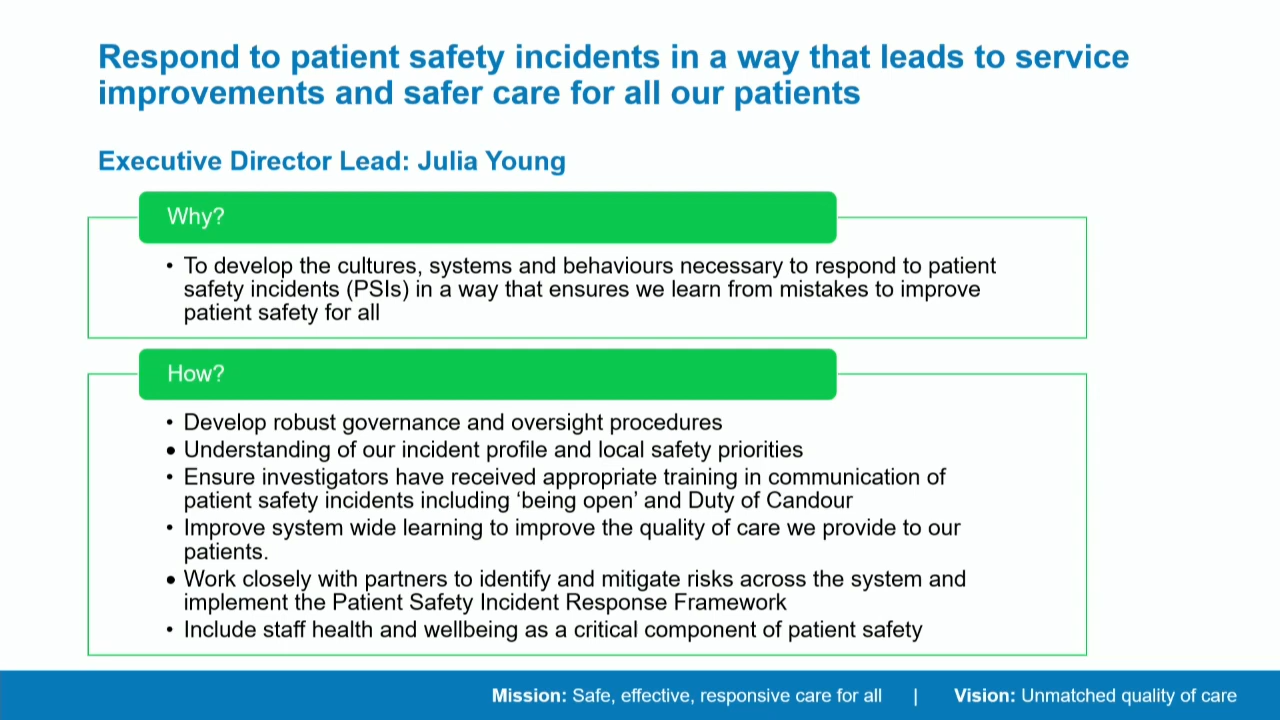 Respond to patient safety incidents in a way that leads to service
improvements and safer care for all our patients
Executive Director Lead: Julia Young
Why?
• To develop the cultures, systems and behaviours necessary to respond to patient
safety incidents (PSIs) in a way that ensures we learn from mistakes to improve
patient safety for all
How?
• Develop robust governance and oversight procedures
• Understanding of our incident profile and local safety priorities
• Ensure investigators have received appropriate training in communication of
patient safety incidents including ‘being open’ and Duty of Candour
• Improve system wide learning to improve the quality of care we provide to our
patients.
• Work closely with partners to identify and mitigate risks across the system and
implement the Patient Safety Incident Response Framework
• Include staff health and wellbeing as a critical component of patient safety
Mission: Safe, effective, responsive care for all | Vision: Unmatched quality of care